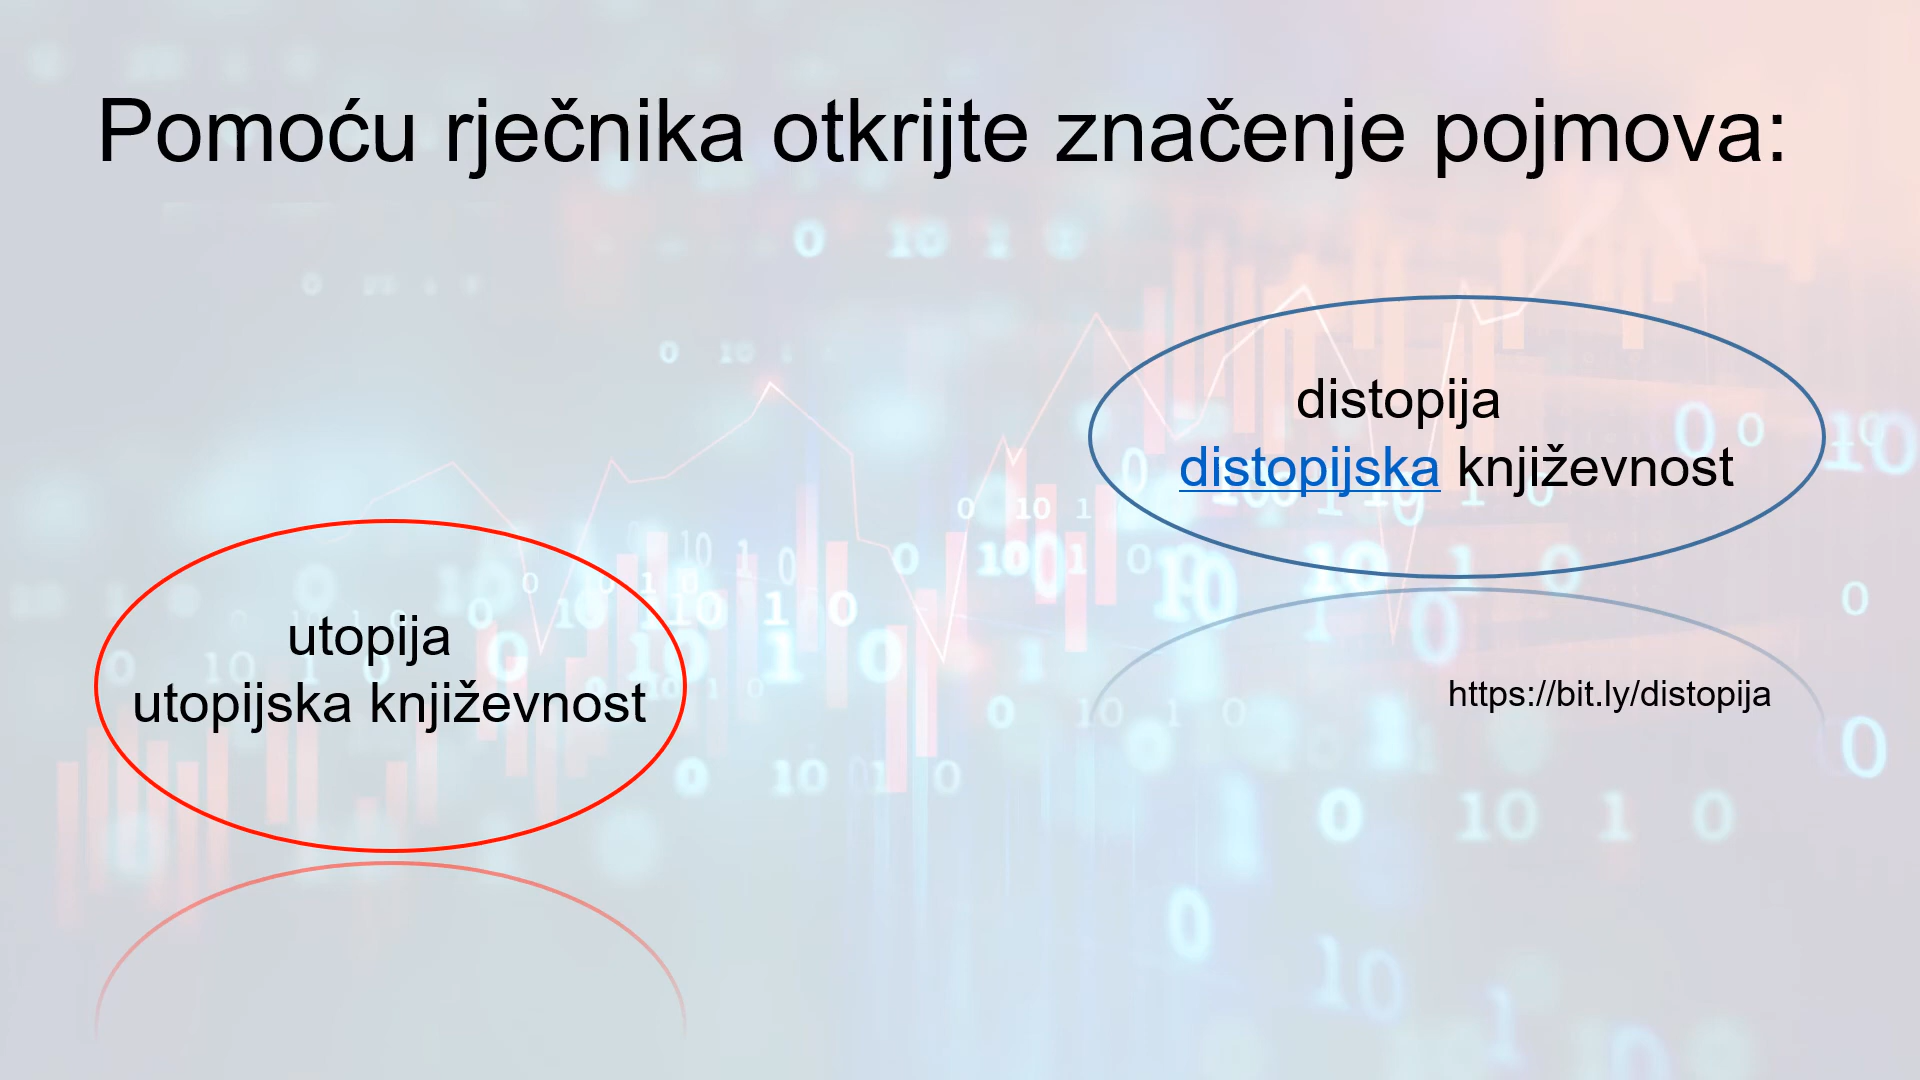 Pomoću rječnika otkrijte značenje pojmova:
distopija
distopijska književnost
utopija
utopijska književnost
https://bit.ly/distopija